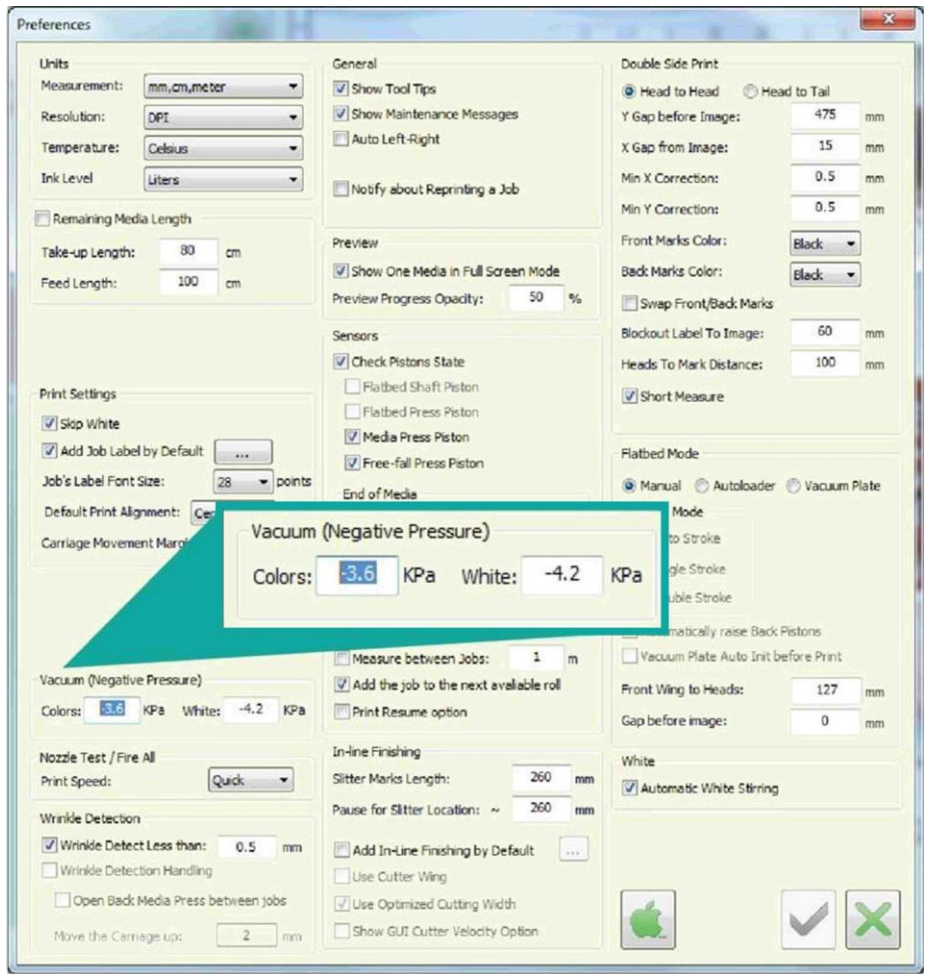 Preferences
Units
Measurement: mm,cm,meter
Resolution: DPI
Temperature: Celsius
Ink Level Liters
Remaining Media Length
Take-up Length: 80 cm
Feed Length: 100 cm
Print Settings
Skip White
Add Job Label by Default ...
Job's Label Font Size: 28 points
Default Print Alignment:
Carriage Movement
Vacuum (Negative Pressure)
Colors: -3.6 KPa White: -4.2 KPa
Nozzle Test / Fire All
Print Speed: Quick
Wrinkle Detection
Wrinkle Detect Less than: 0.5 mm
Wrinkle Detection Handling
Open Back Media Press between jobs
Move the Carriage up: 2 mm
General
Show Tool Tips
Show Maintenance Messages
Auto Left-Right
Notify about Reprinting a Job
Preview
Show One Media in Full Screen Mode
Preview Progress Opacity: 50 %
Sensors
Check Pistons State
Flatbed Shaft Piston
Flatbed Press Piston
Media Press Piston
Free-fall Press Piston
End of Media
Vacuum (Negative Pressure)
Colors: -3.6 KPa White: -4.2 KPa
Measure between Jobs: 1 m
Add the job to the next available roll
Print Resume option
In-line Finishing
Slitter Marks Length: 260 mm
Pause for Slitter Location: ~ 260 mm
Add In-Line Finishing by Default ...
Use Cutter Wing
Use Optimized Cutting Width
Show GUI Cutter Velocity Option
Double Side Print
Head to Head Head to Tail
Y Gap before Image: 475 mm
X Gap from Image: 15 mm
Min X Correction: 0.5 mm
Min Y Correction: 0.5 mm
Front Marks Color: Black
Back Marks Color: Black
Swap Front/Back Marks
Blockout Label To Image: 60 mm
Heads To Mark Distance: 100 mm
Short Measure
Flatbed Mode
Manual Autoloader Vacuum Plate
Mode
Stroke
Stroke
Stroke
raise Back Pistons
Vacuum Plate Auto Init before Print
Front Wing to Heads: 127 mm
Gap before image: 0 mm
White
Automatic White Stirring